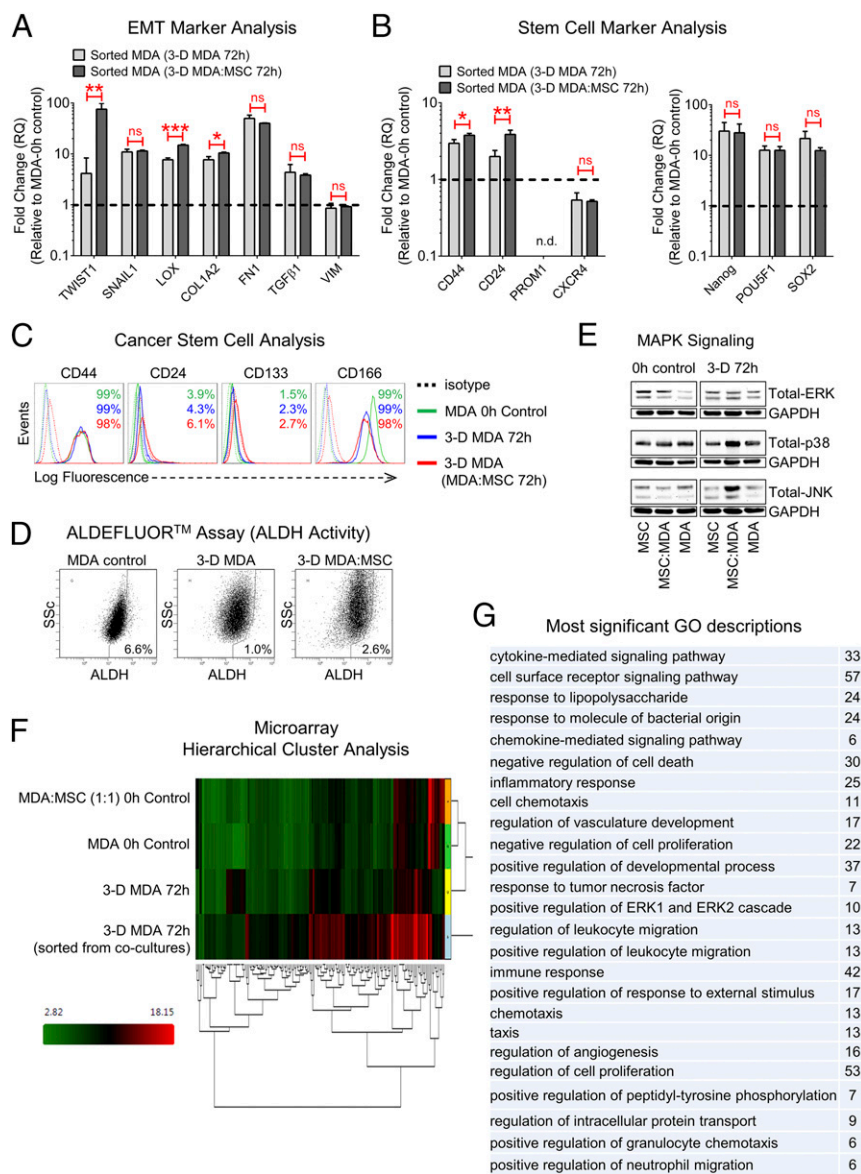 A
EMT Marker Analysis
Sorted MDA (3-D MDA 72h)
Sorted MDA (3-D MDA:MSC 72h)
Fold Change (RQ)
(Relative to MDA-0h control)
100
10
1
0.1
**
ns
***
*
ns
ns
ns
TWIST1
SNAIL1
LOX
COL1A2
FN1
TGFβ1
VIM
B
Stem Cell Marker Analysis
Sorted MDA (3-D MDA 72h)
Sorted MDA (3-D MDA:MSC 72h)
Fold Change (RQ)
(Relative to MDA-0h control)
10
1
0.1
*
**
n.d.
ns
CD44
CD24
PROM1
CXCR4
Fold Change (RQ)
(Relative to MDA-0h control)
100
10
1
0.1
ns
ns
ns
Nanog
POU5F1
SOX2
C
Cancer Stem Cell Analysis
CD44
CD24
CD133
CD166
99%
99%
98%
3.9%
4.3%
6.1%
1.5%
2.3%
2.7%
99%
99%
98%
Events
Log Fluorescence
isotype
MDA 0h Control
3-D MDA 72h
3-D MDA
(MDA:MSC 72h)
D
ALDEFLUOR™ Assay (ALDH Activity)
MDA control
3-D MDA
3-D MDA:MSC
SSc
SSc
SSc
6.6%
1.0%
2.6%
ALDH
ALDH
ALDH
E
MAPK Signaling
0h control
3-D 72h
Total-ERK
GAPDH
Total-p38
GAPDH
Total-JNK
GAPDH
MSC
MSC:MDA
MDA
MSC
MSC:MDA
MDA
F
Microarray
Hierarchical Cluster Analysis
MDA:MSC (1:1) 0h Control
MDA 0h Control
3-D MDA 72h
3-D MDA 72h
(sorted from co-cultures)
2.82
18.15
G
Most significant GO descriptions
cytokine-mediated signaling pathway 33
cell surface receptor signaling pathway 57
response to lipopolysaccharide 24
response to molecule of bacterial origin 24
chemokine-mediated signaling pathway 6
negative regulation of cell death 30
inflammatory response 25
cell chemotaxis 11
regulation of vasculature development 17
negative regulation of cell proliferation 22
positive regulation of developmental process 37
response to tumor necrosis factor 7
positive regulation of ERK1 and ERK2 cascade 10
regulation of leukocyte migration 13
positive regulation of leukocyte migration 13
immune response 42
positive regulation of response to external stimulus 17
chemotaxis 13
taxis 13
regulation of angiogenesis 16
regulation of cell proliferation 53
positive regulation of peptidyl-tyrosine phosphorylation 7
regulation of intracellular protein transport 9
positive regulation of granulocyte chemotaxis 6
positive regulation of neutrophil migration 6